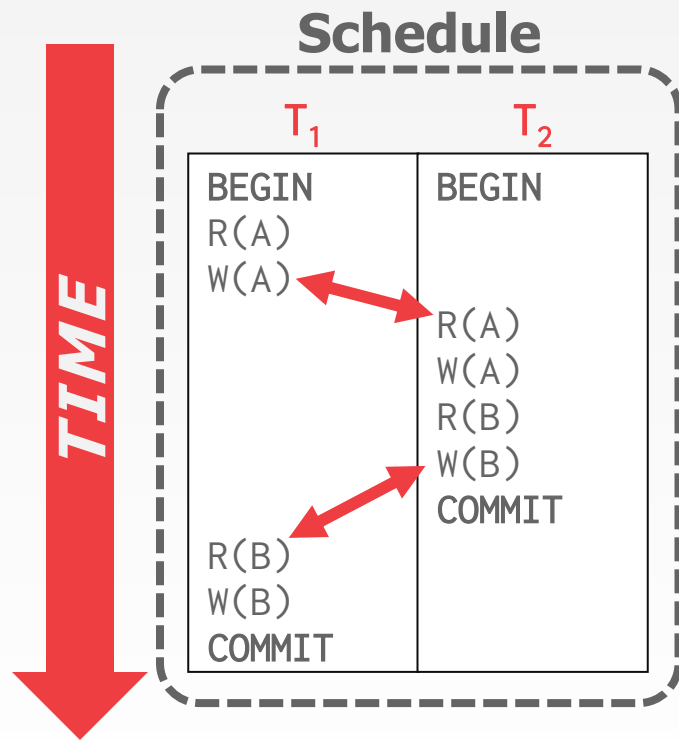 Schedule
T1 T2
BEGIN BEGIN
R(A)
W(A)
R(A)
W(A)
R(B)
W(B)
COMMIT
R(B)
W(B)
COMMIT
TIME